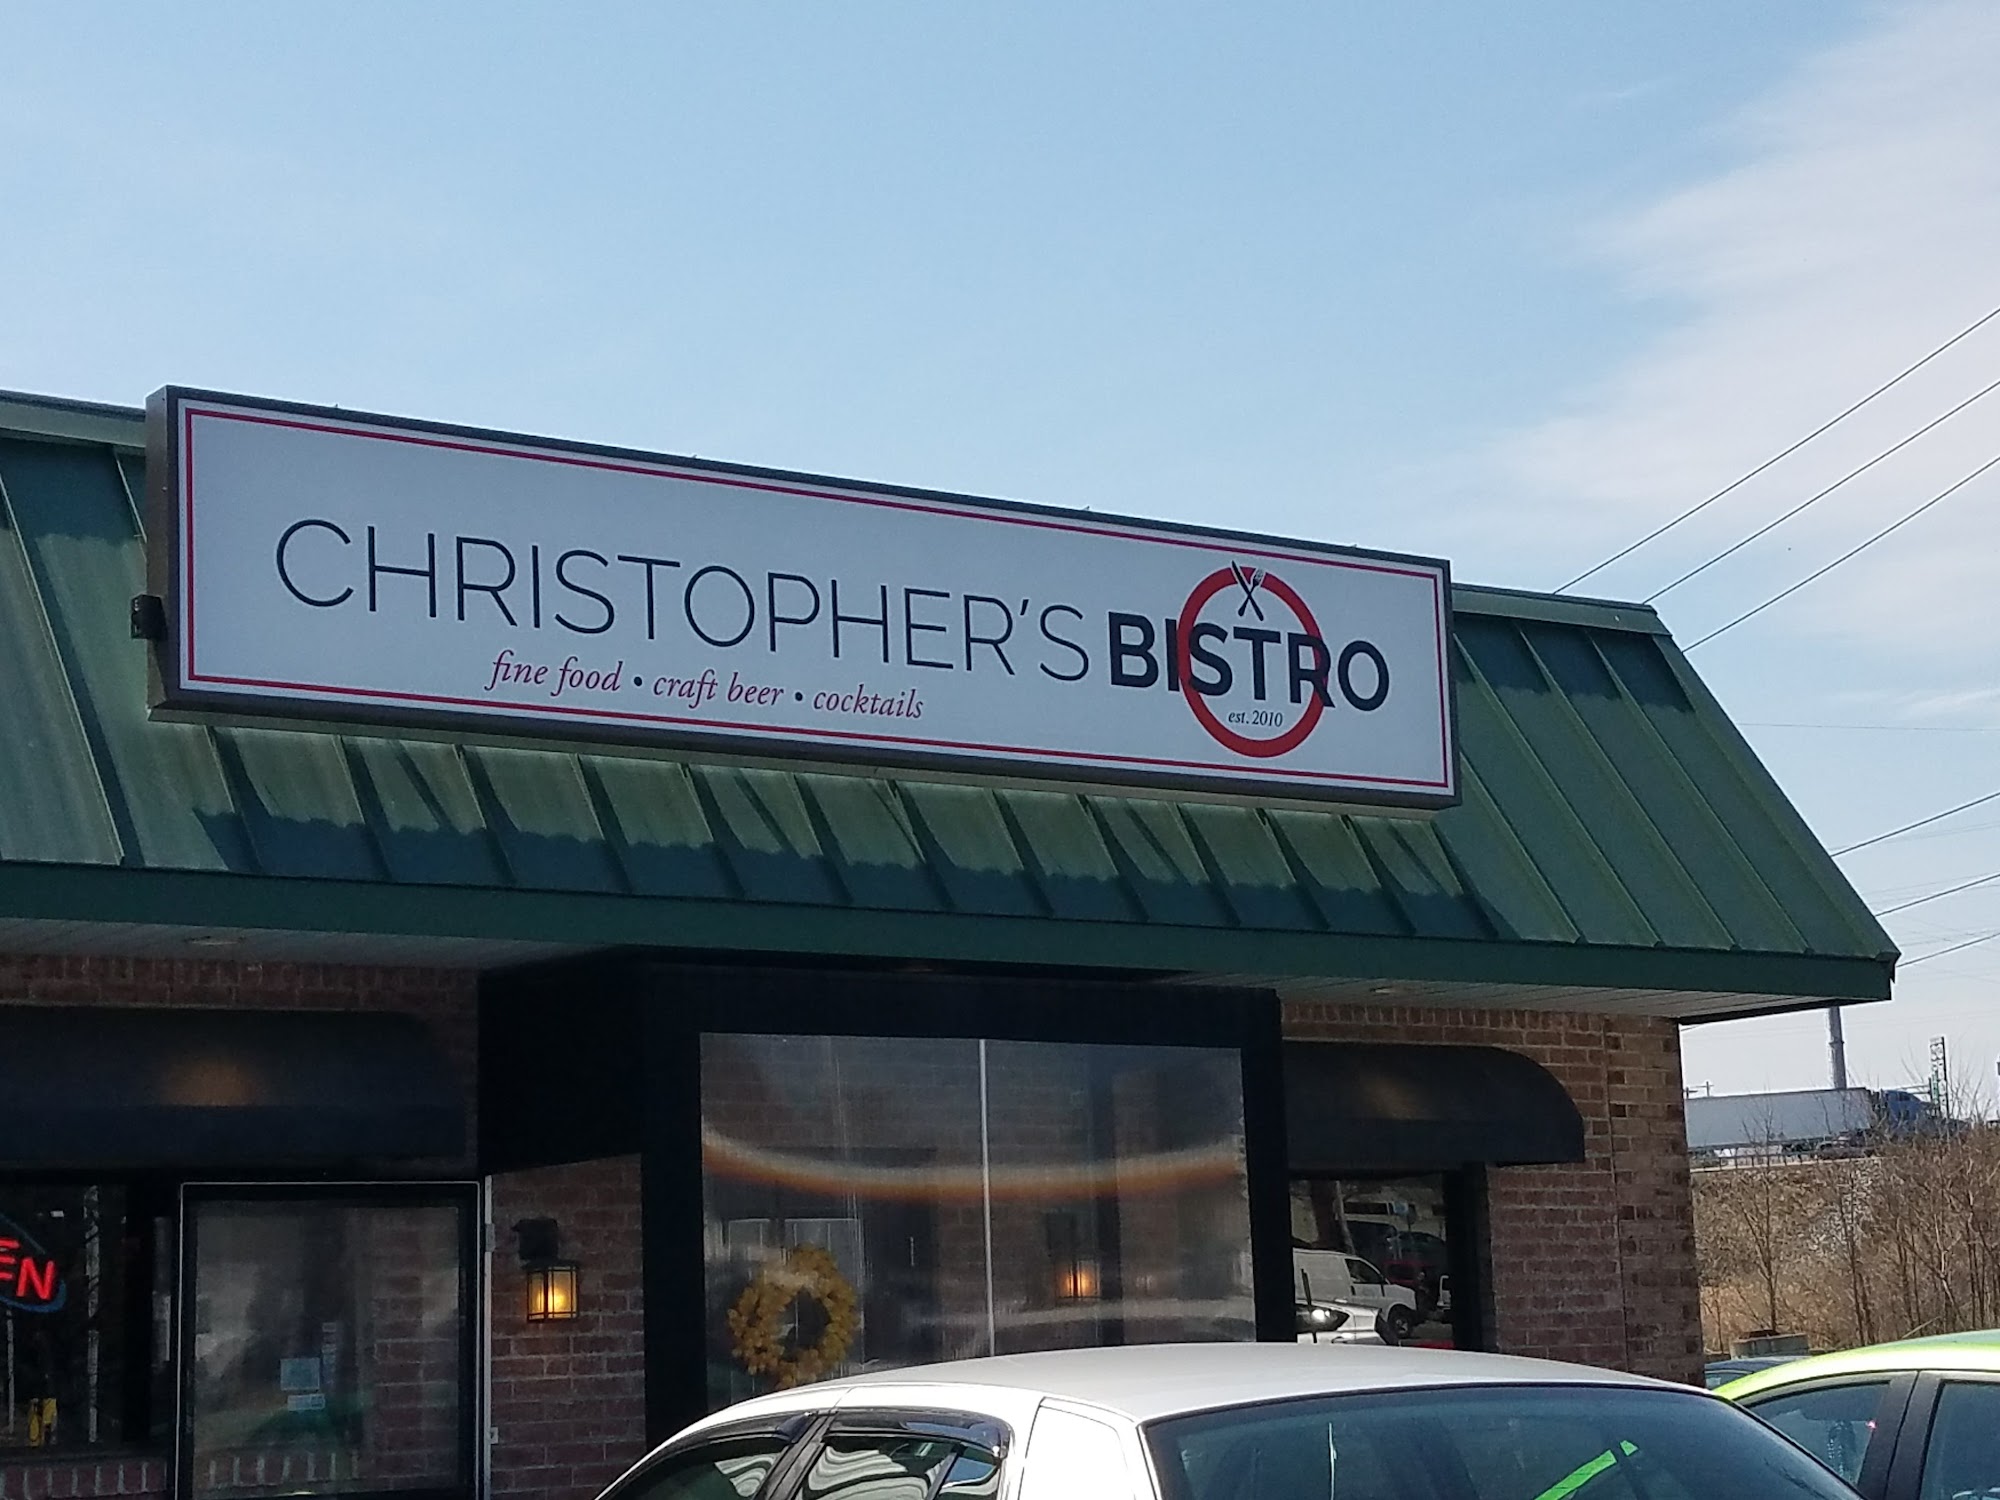 CHRISTOPHER'S BISTRO
fine food • craft beer • cocktails
est. 2010